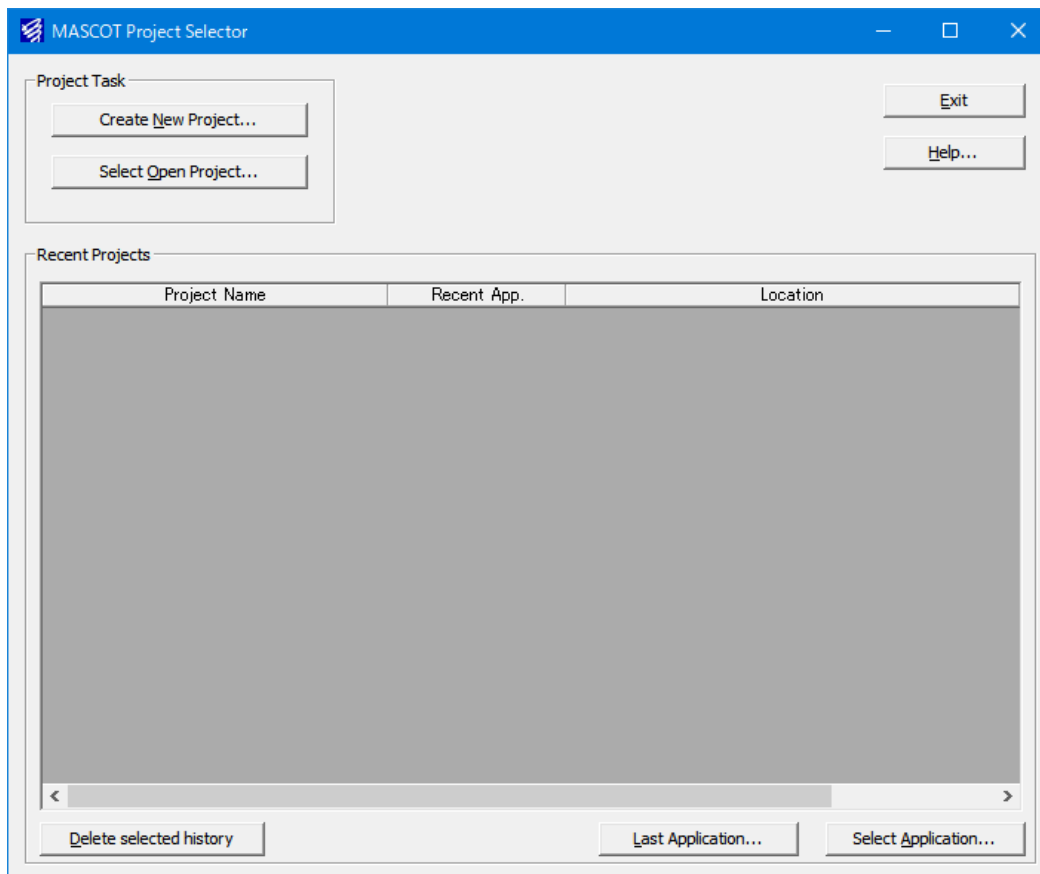 MASCOT Project Selector
Project Task
Create New Project...
Select Open Project...
Exit
Help...
Recent Projects
Project Name Recent App. Location
Delete selected history Last Application... Select Application...